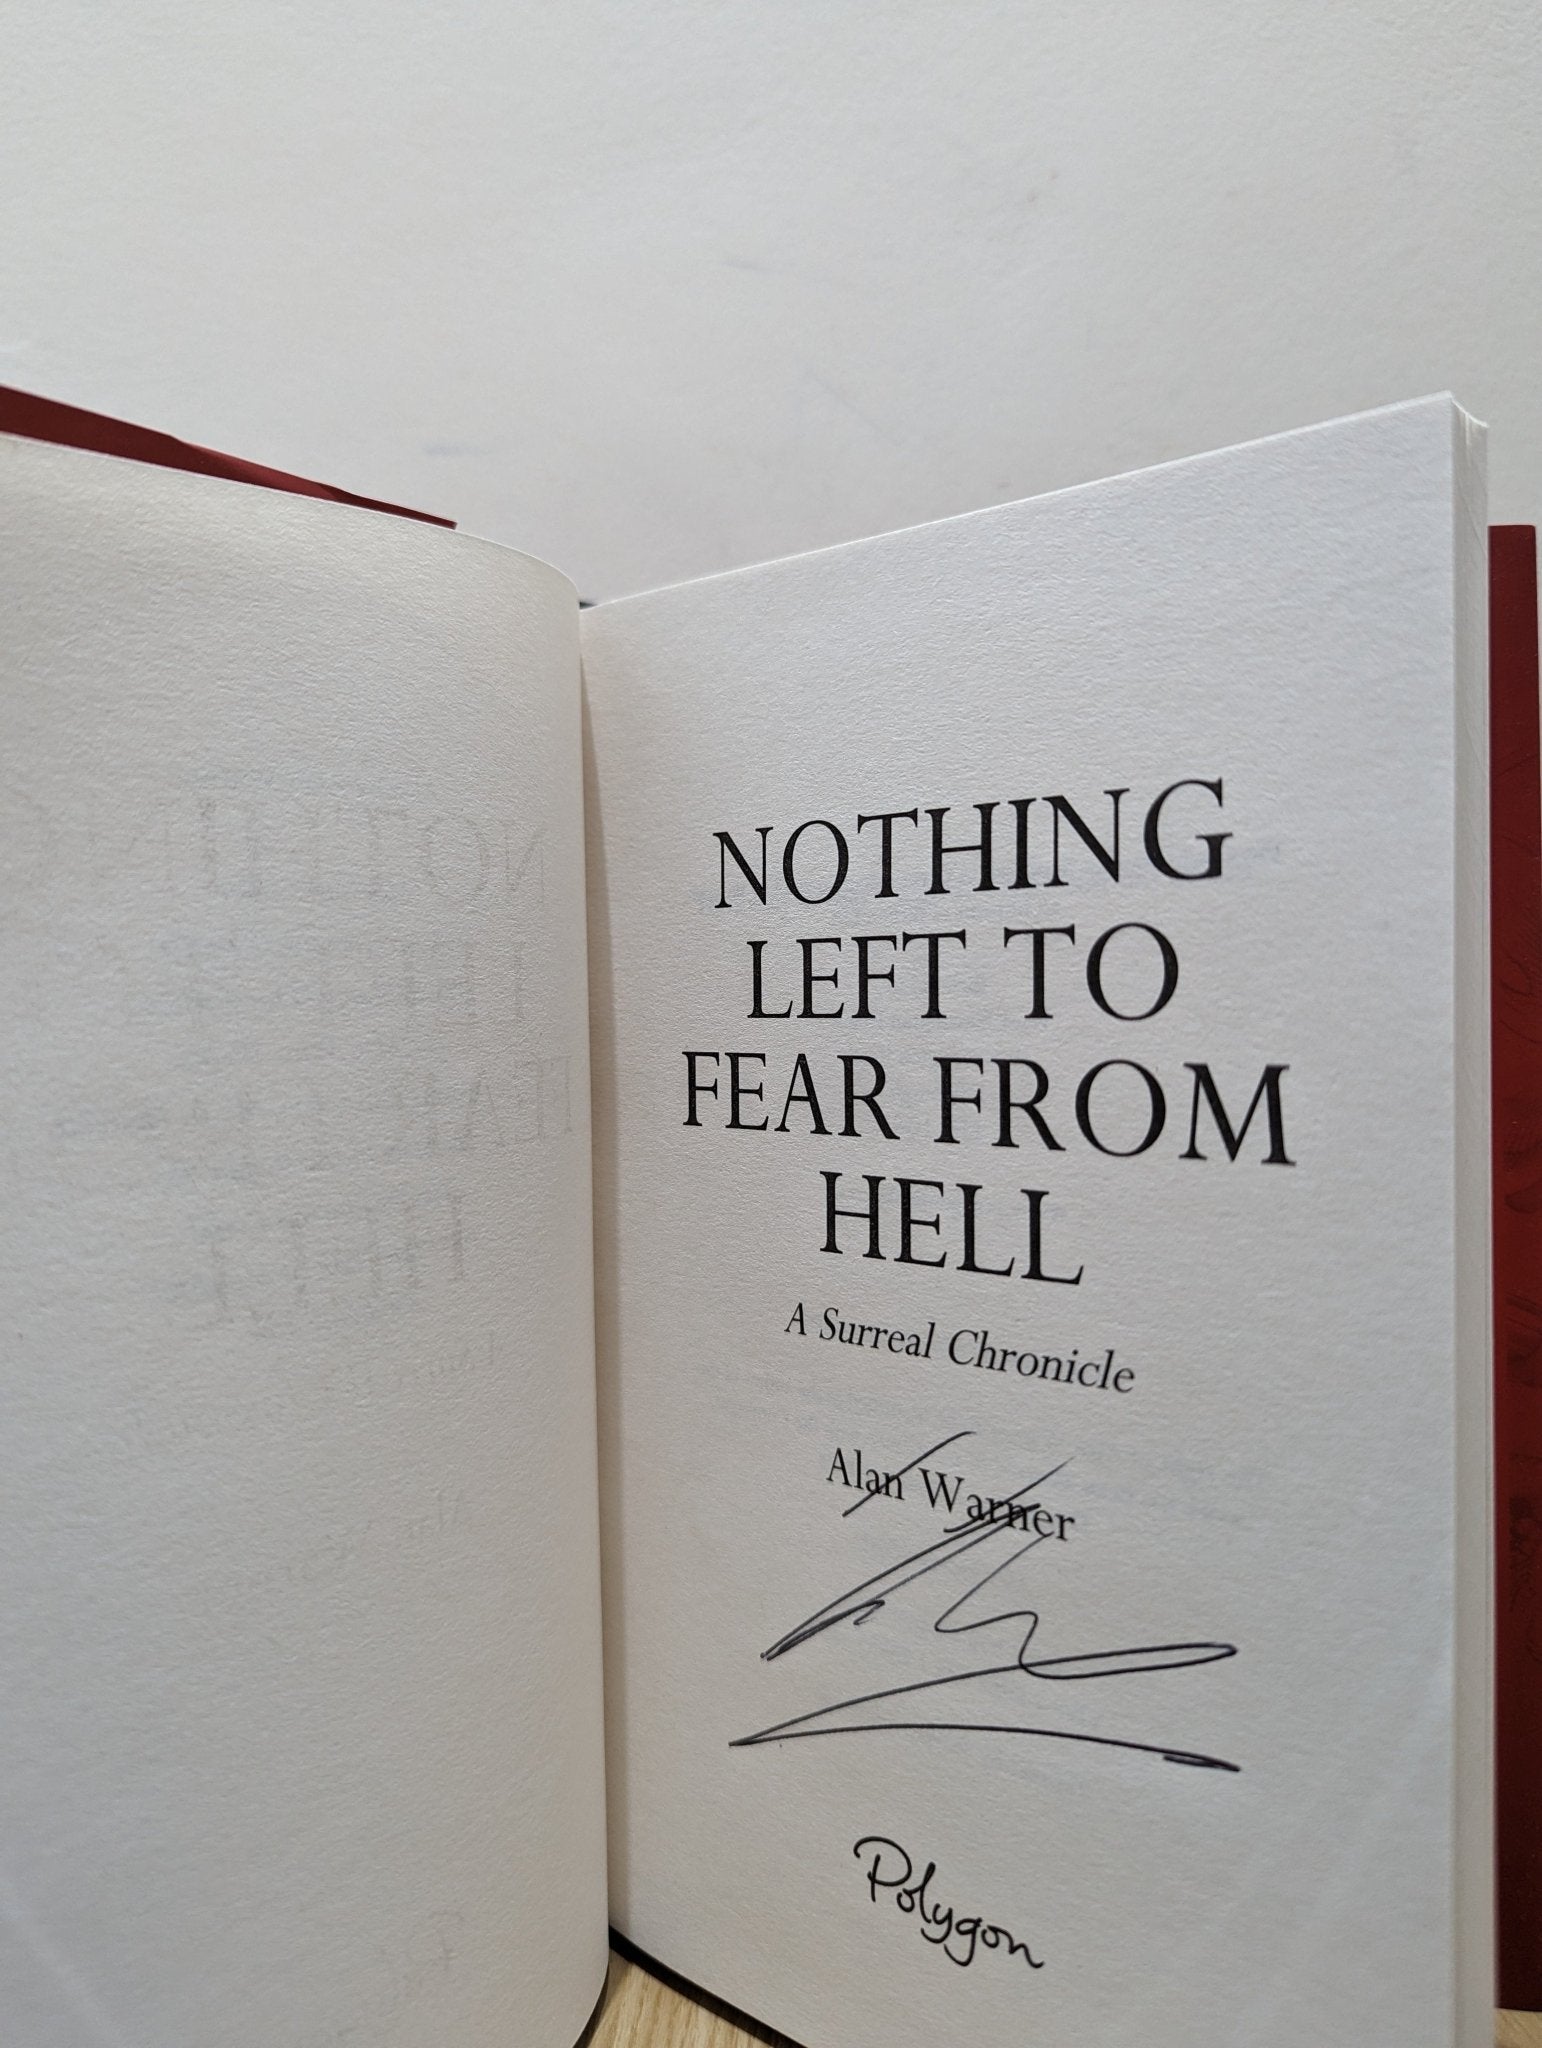 NOTHING
LEFT TO
FEAR FROM
HELL
A Surreal Chronicle
Alan Warner
Polygon